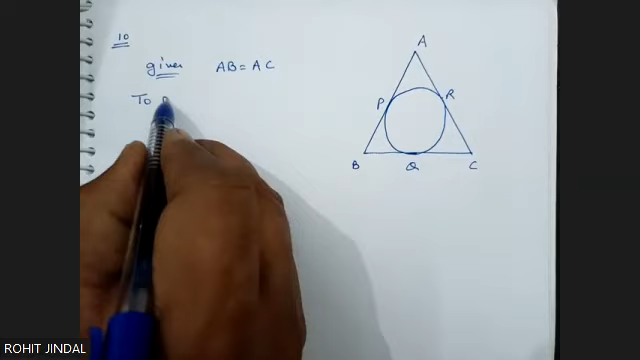 10
given AB = AC
To
A
P R
B Q C
ROHIT JINDAL